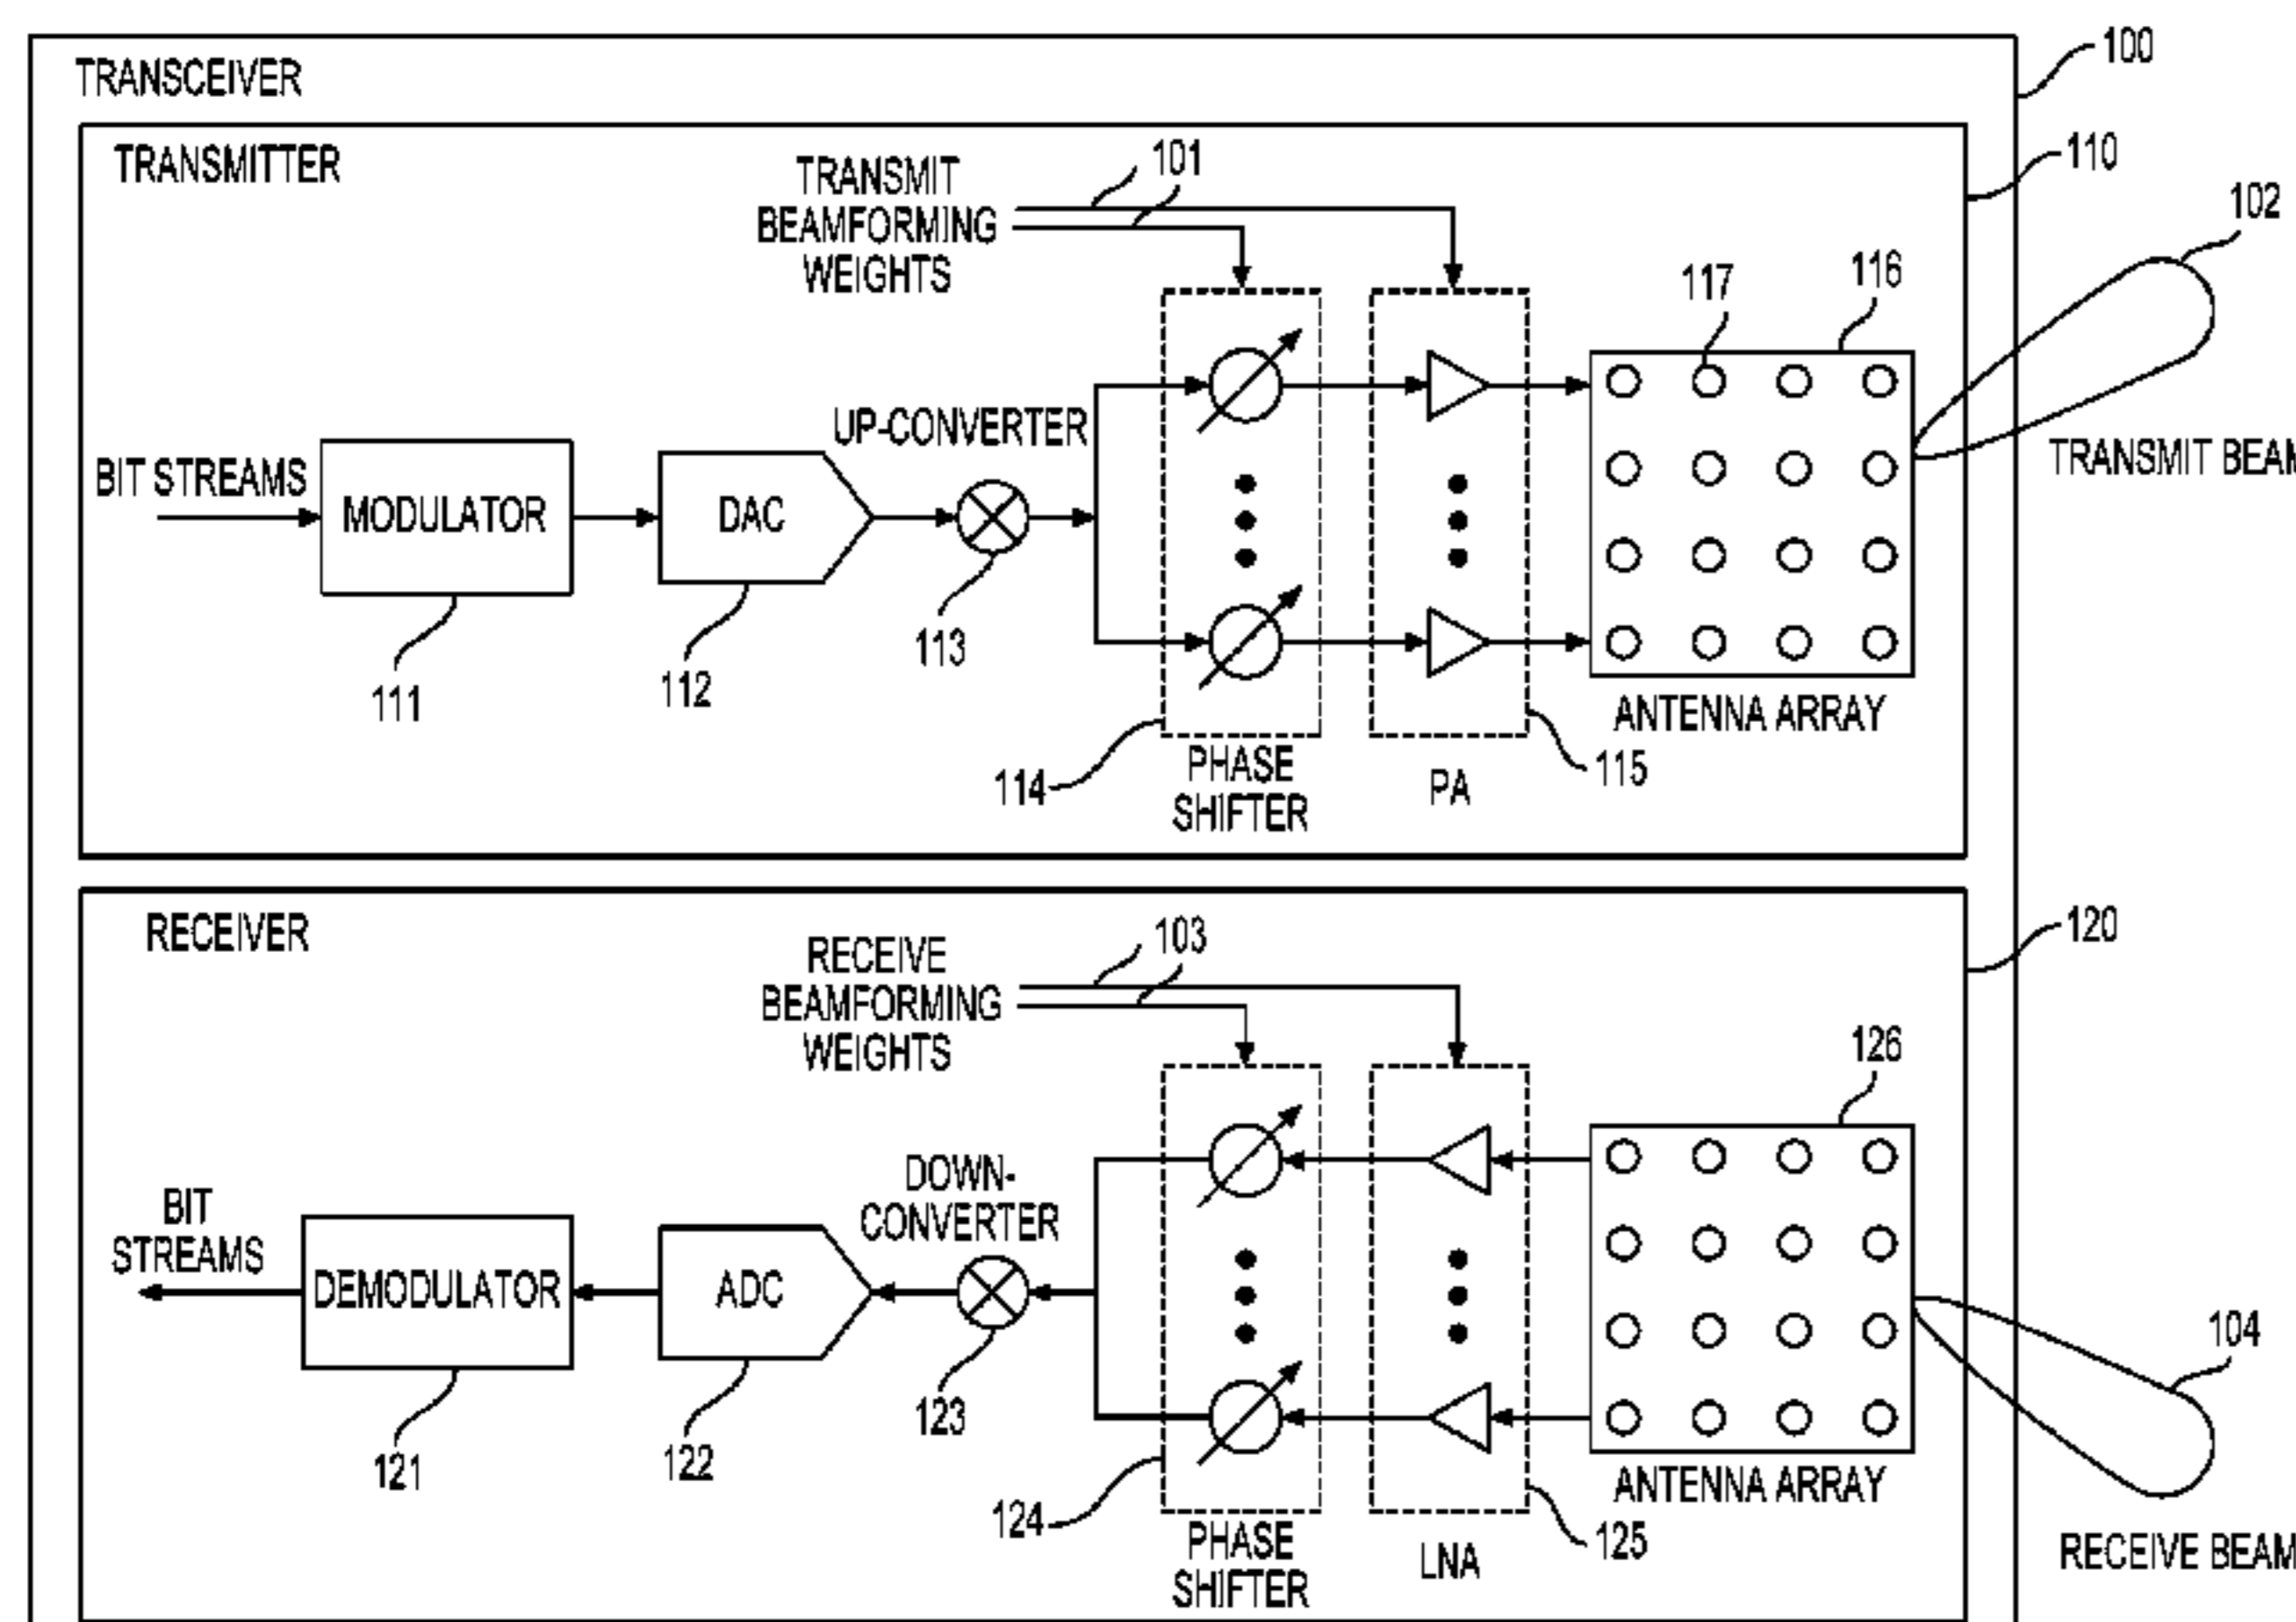 TRANSCEIVER
100
TRANSMITTER
110
101
TRANSMIT
BEAMFORMING
WEIGHTS
102
117
116
UP-CONVERTER
TRANSMIT BEAM
BIT STREAMS
MODULATOR
DAC
113
111
112
ANTENNA ARRAY
114
PHASE
SHIFTER
PA
115
RECEIVER
120
103
RECEIVE
BEAMFORMING
WEIGHTS
126
DOWN-
CONVERTER
BIT
STREAMS
DEMODULATOR
ADC
104
123
121
122
ANTENNA ARRAY
124
PHASE
SHIFTER
LNA
125
RECEIVE BEAM